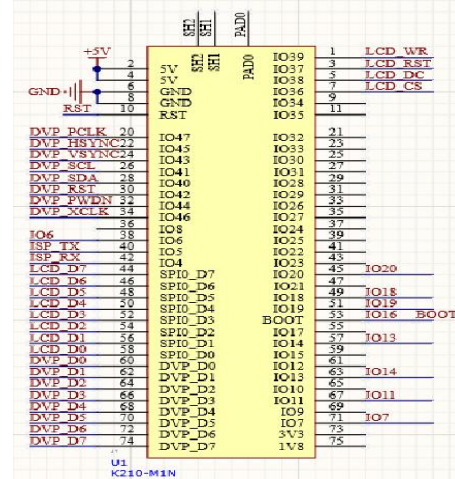 SH2 SH1 PAD0
SH2 SH1 PAD0
+5V 2 5V IO39 1 LCD_WR
4 5V IO37 3 LCD_RST
6 GND IO38 5 LCD_DC
GND 8 GND IO36 7 LCD_CS
RST 10 RST IO34 9
IO35 11
DVP_PCLK 20 IO47 IO32 21
DVP_HSYNC 22 IO45 IO33 23
DVP_VSYNC 24 IO43 IO30 25
DVP_SCL 26 IO41 IO31 27
DVP_SDA 28 IO40 IO28 29
DVP_RST 30 IO42 IO29 31
DVP_PWDN 32 IO44 IO26 33
DVP_XCLK 34 IO46 IO27 35
36 IO8 IO24 37
IO6 38 IO6 IO25 39
ISP_TX 40 IO5 IO22 41
ISP_RX 42 IO4 IO23 43
LCD_D7 44 SPI0_D7 IO20 45 IO20
LCD_D6 46 SPI0_D6 IO21 47
LCD_D5 48 SPI0_D5 IO18 49 IO18
LCD_D4 50 SPI0_D4 IO19 51 IO19
LCD_D3 52 SPI0_D3 BOOT 53 IO16_BOOT
LCD_D2 54 SPI0_D2 IO17 55
LCD_D1 56 SPI0_D1 IO14 57 IO13
LCD_D0 58 SPI0_D0 IO15 59
DVP_D0 60 DVP_D0 IO12 61
DVP_D1 62 DVP_D1 IO13 63 IO14
DVP_D2 64 DVP_D2 IO10 65
DVP_D3 66 DVP_D3 IO11 67 IO11
DVP_D4 68 DVP_D4 IO9 69
DVP_D5 70 DVP_D5 IO7 71 IO7
DVP_D6 72 DVP_D6 3V3 73
DVP_D7 74 DVP_D7 1V8 75
U1
K210-M1N